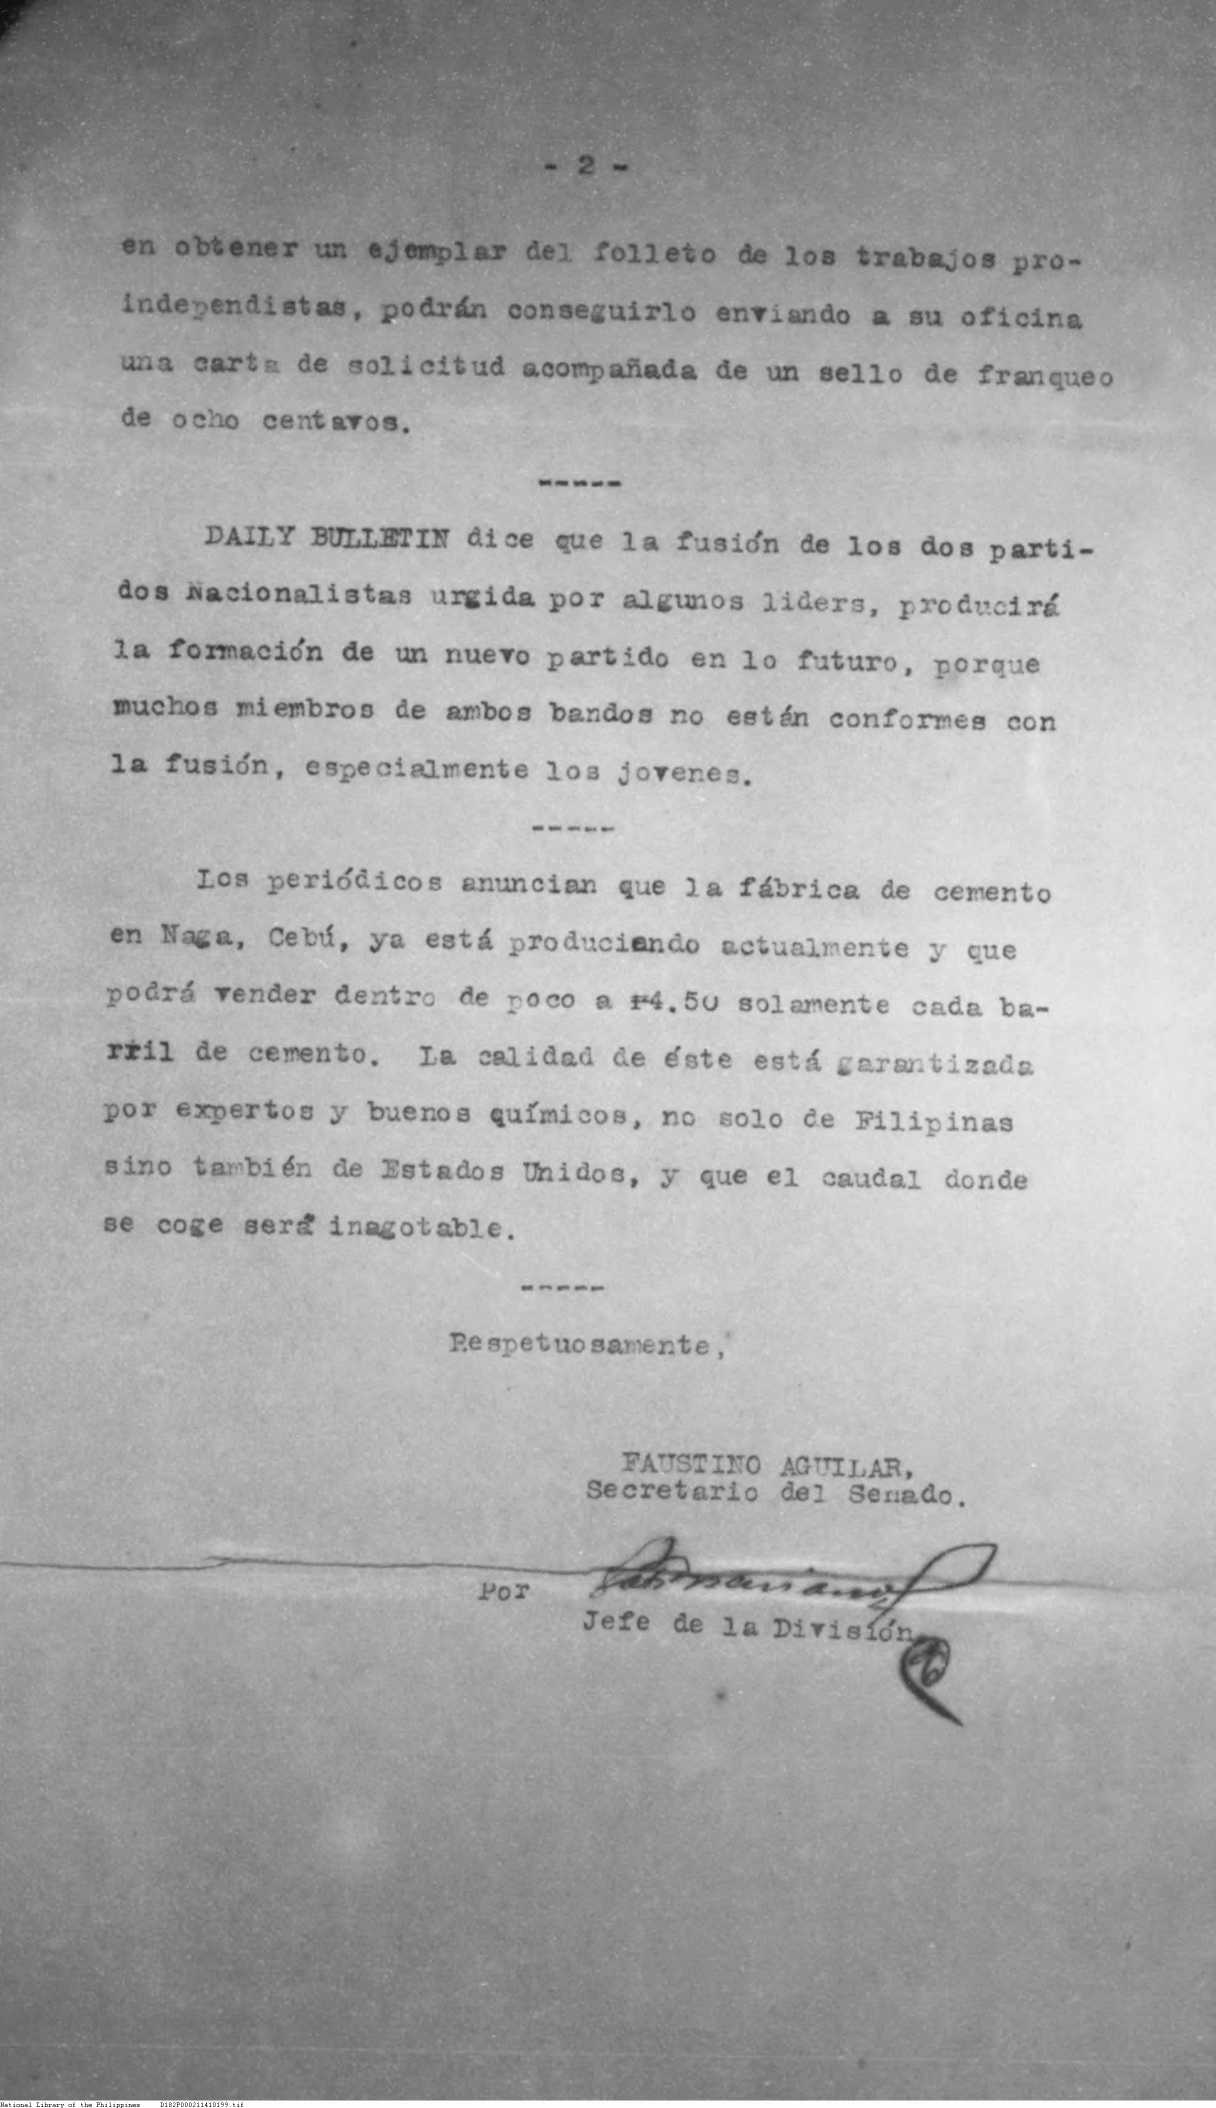 - 2 -
en obtener un ejemplar del folleto de los trabajos pro-
independistas, podrán conseguirlo enviando a su oficina
una carta de solicitud acompañada de un sello de franqueo
de ocho centavos.
-----
DAILY BULLETIN dice que la fusión de los dos parti-
dos Nacionalistas urgida por algunos liders, producirá
la formación de un nuevo partido en lo futuro, porque
muchos miembros de ambos bandos no están conformes con
la fusión, especialmente los jovenes.
-----
Los periódicos anuncian que la fábrica de cemento
en Naga, Cebú, ya está produciendo actualmente y que
podrá vender dentro de poco a ₱4.50 solamente cada ba-
rril de cemento. La calidad de éste está garantizada
por expertos y buenos químicos, no solo de Filipinas
sino también de Estados Unidos, y que el caudal donde
se coge será inagotable.
-----
Respetuosamente,
FAUSTINO AGUILAR,
Secretario del Senado.
Por
Jefe de la División
National Library of the Philippines D182P000211410199.tif